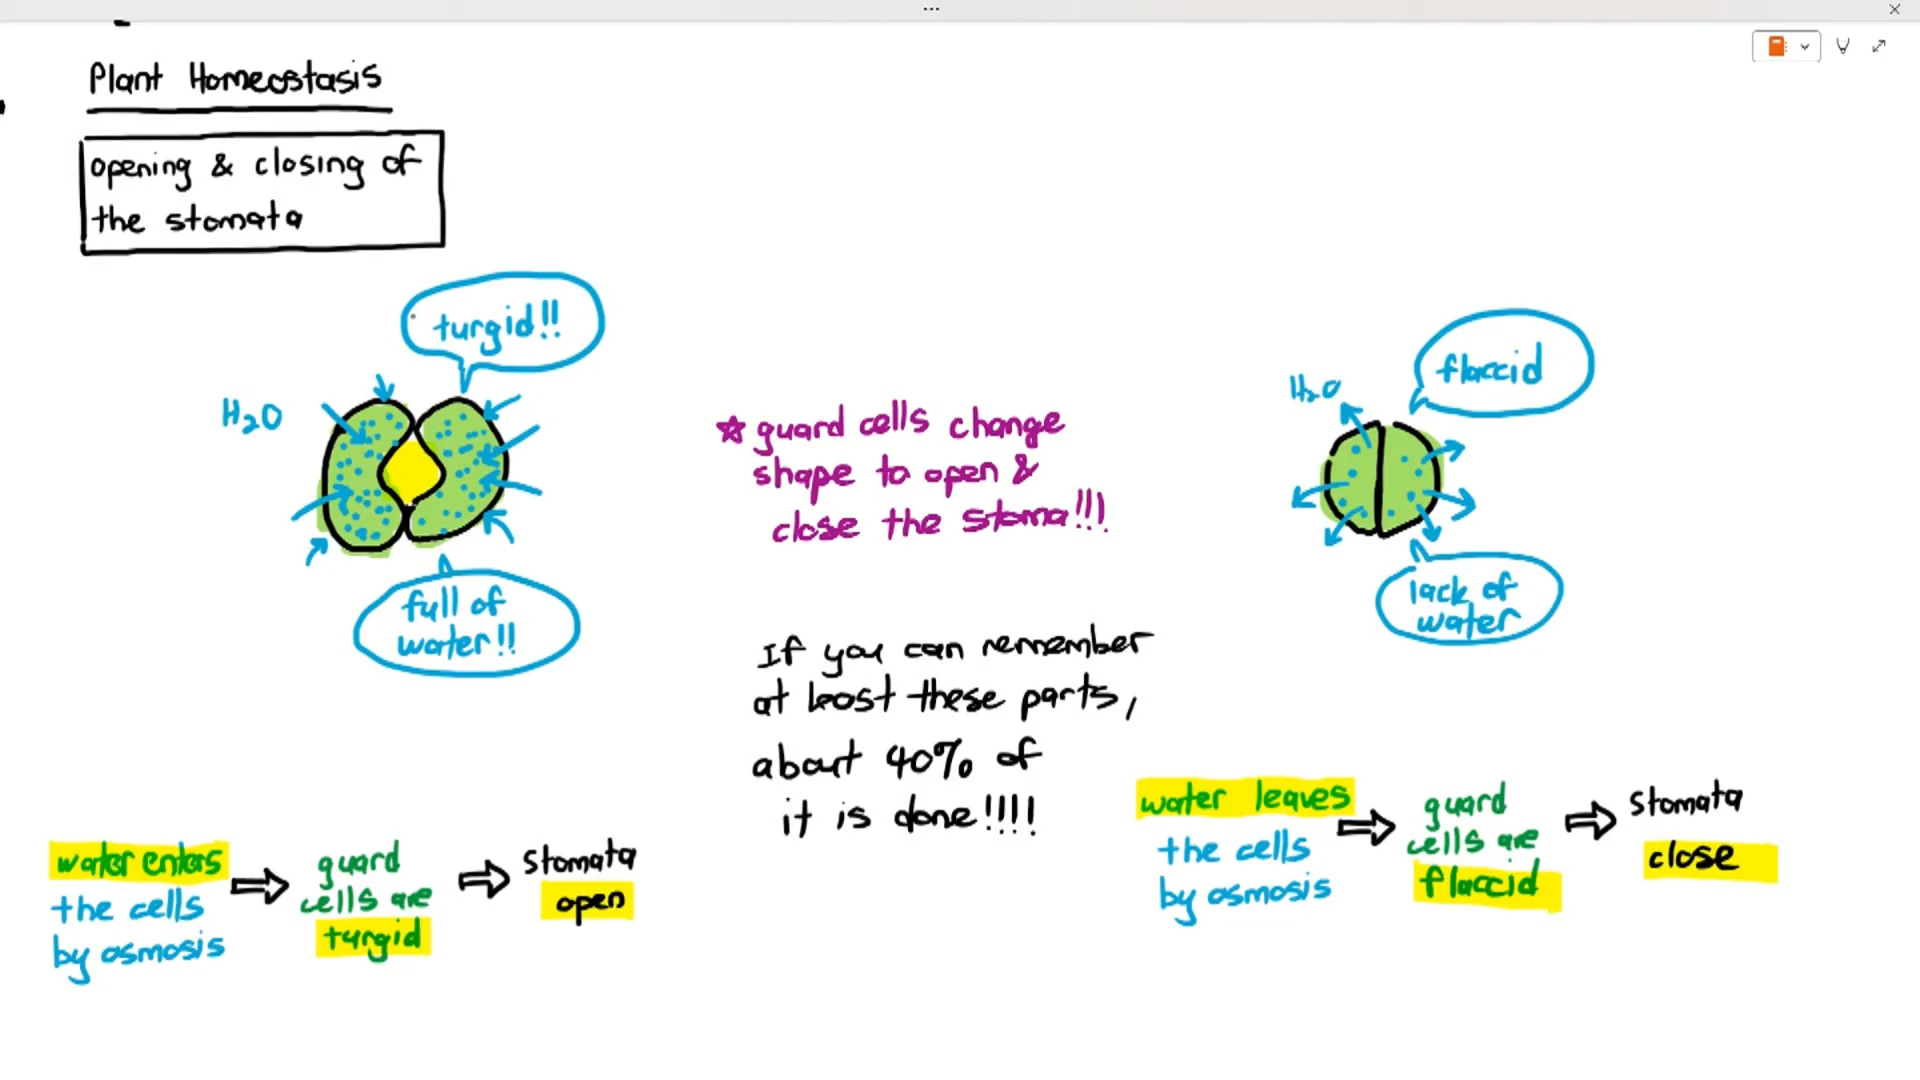 Plant Homeostasis
opening & closing of
the stomata
turgid!!
H₂O
full of
water!!
☆ guard cells change
shape to open &
close the stoma!!!
If you can remember
at least these parts,
about 40% of
it is done!!!!
H₂O
flaccid
lack of
water
water enters
the cells
by osmosis
⇒
guard
cells are
turgid
⇒
stomata
open
water leaves
the cells
by osmosis
⇒
guard
cells are
flaccid
⇒
stomata
close